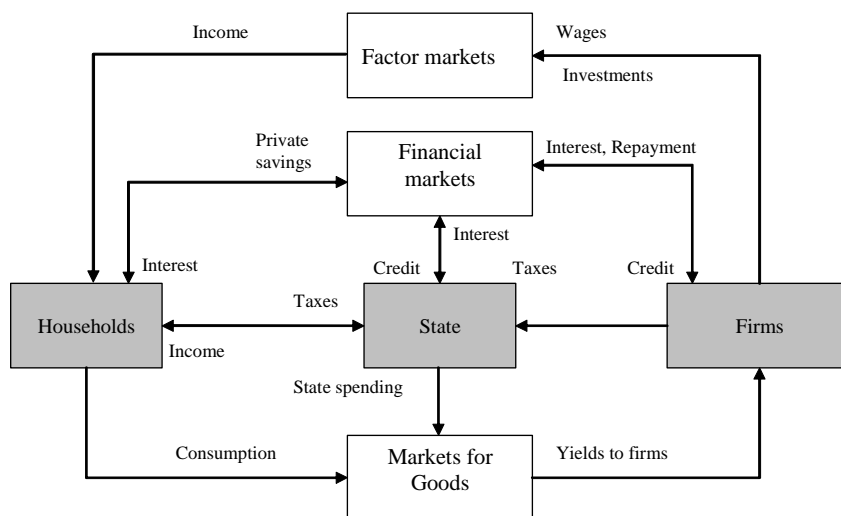 Income
Wages
Factor markets
Investments
Private
savings
Financial
markets
Interest, Repayment
Interest
Interest
Credit
Taxes
Credit
Households
Taxes
State
Firms
Income
State spending
Consumption
Markets for
Goods
Yields to firms